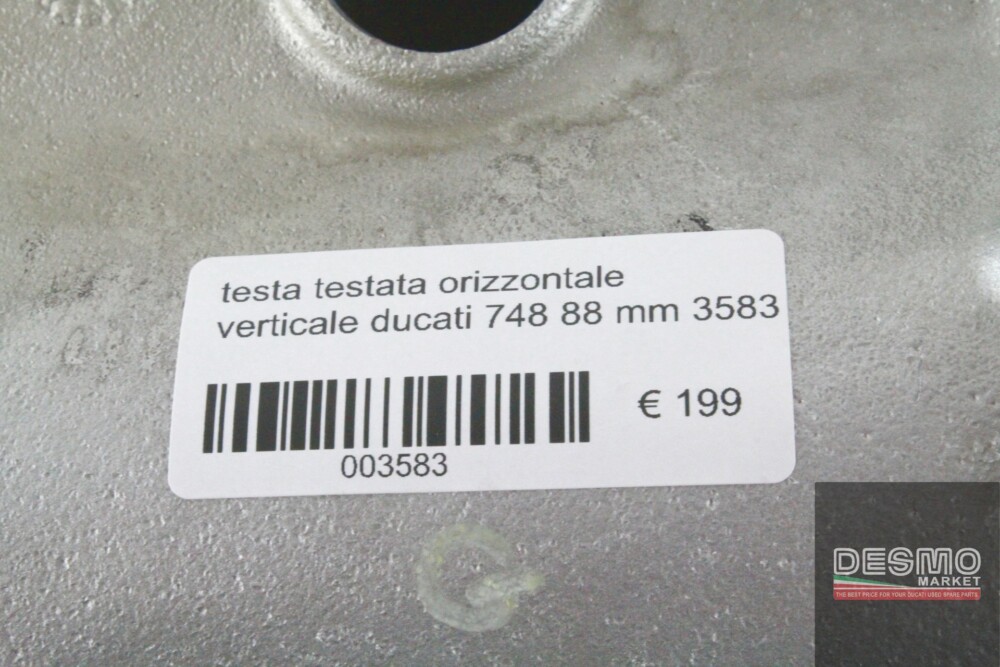 testa testata orizzontale
verticale ducati 748 88 mm 3583
€ 199
003583
DESMO
MARKET
THE BEST PRICE FOR YOUR DUCATI USED SPARE PARTS